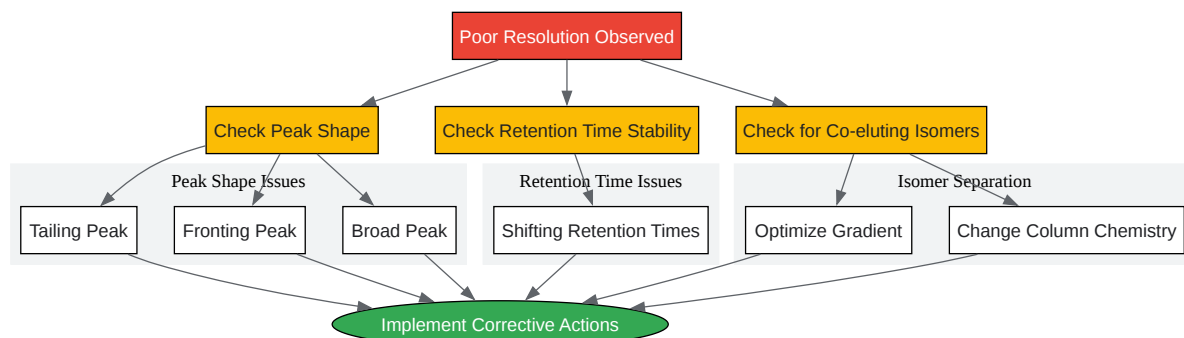 Poor Resolution Observed
Check Peak Shape
Check Retention Time Stability
Check for Co-eluting Isomers
Peak Shape Issues
Retention Time Issues
Isomer Separation
Tailing Peak
Fronting Peak
Broad Peak
Shifting Retention Times
Optimize Gradient
Change Column Chemistry
Implement Corrective Actions